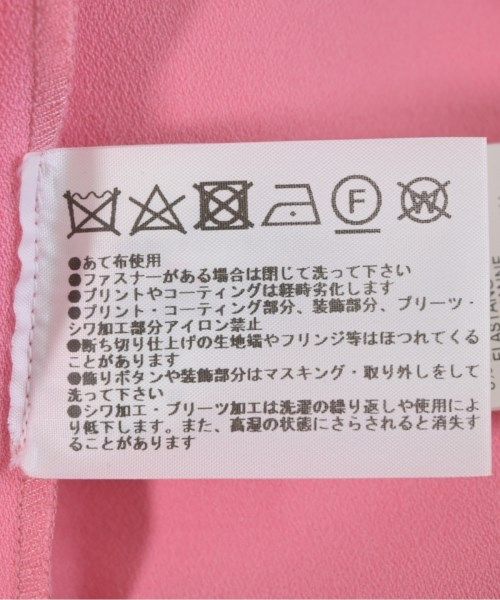 F
W
●あて布使用
●ファスナーがある場合は閉じて洗って下さい
●プリントやコーティングは経時劣化します
●プリント・コーティング部分、装飾部分、プリーツ・
シワ加工部分アイロン禁止
●断ち切り仕上げの生地端やフリンジ等はほつれてくる
ことがあります
●飾りボタンや装飾部分はマスキング・取り外しをして
洗って下さい
●シワ加工・プリーツ加工は洗濯の繰り返しや使用によ
り低下します。また、高湿の状態にさらされると消失す
ることがあります